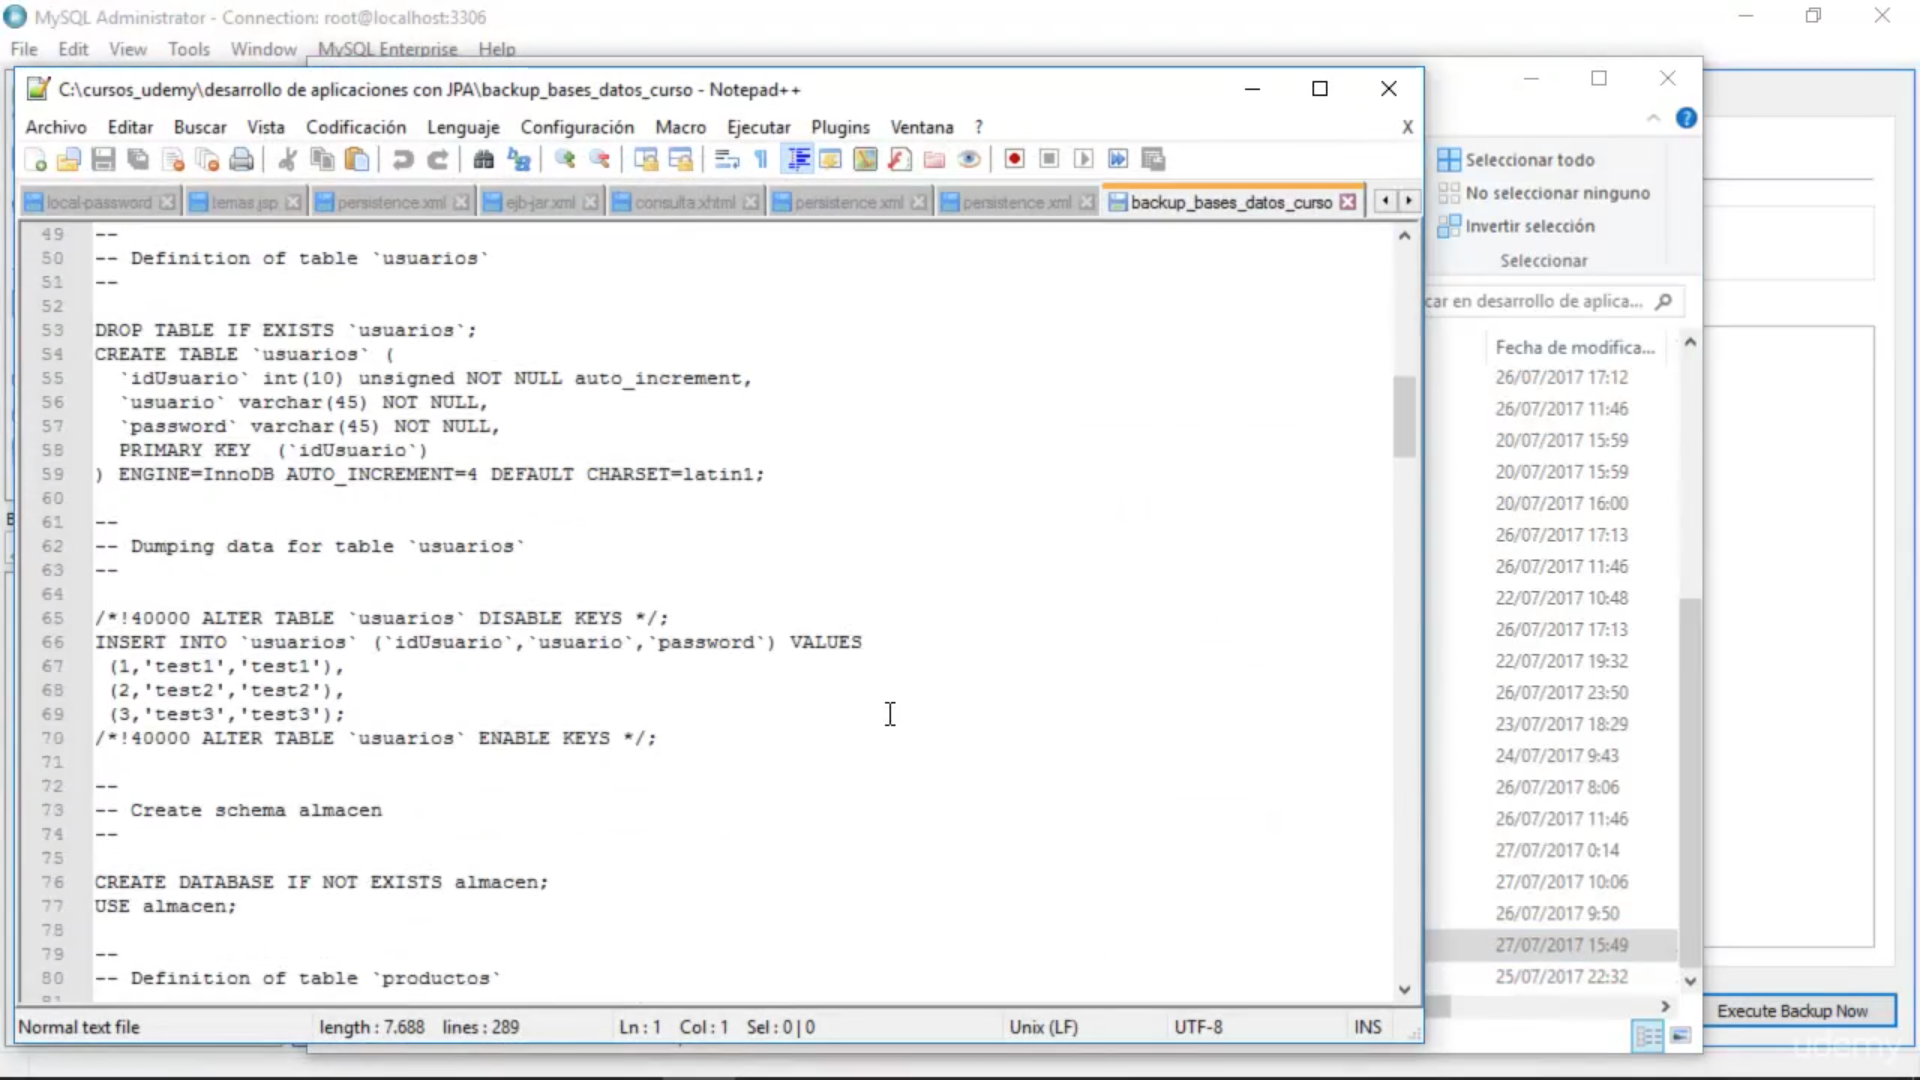 MySQL Administrator - Connection: root@localhost:3306
File Edit View Tools Window MySQL Enterprise Help
C:\cursos_udemy\desarrollo de aplicaciones con JPA\backup_bases_datos_curso - Notepad++
Archivo Editar Buscar Vista Codificación Lenguaje Configuración Macro Ejecutar Plugins Ventana ? X
local-password temas.jsp persistence.xml ejb-jar.xml consulta.xhtml persistence.xml persistence.xml backup_bases_datos_curso
49 --
50 -- Definition of table `usuarios`
51 --
52
53 DROP TABLE IF EXISTS `usuarios`;
54 CREATE TABLE `usuarios` (
55 `idUsuario` int(10) unsigned NOT NULL auto_increment,
56 `usuario` varchar(45) NOT NULL,
57 `password` varchar(45) NOT NULL,
58 PRIMARY KEY (`idUsuario`)
59 ) ENGINE=InnoDB AUTO_INCREMENT=4 DEFAULT CHARSET=latin1;
60
61 --
62 -- Dumping data for table `usuarios`
63 --
64
65 /*!40000 ALTER TABLE `usuarios` DISABLE KEYS */;
66 INSERT INTO `usuarios` (`idUsuario`,`usuario`,`password`) VALUES
67 (1,'test1','test1'),
68 (2,'test2','test2'),
69 (3,'test3','test3');
70 /*!40000 ALTER TABLE `usuarios` ENABLE KEYS */;
71
72 --
73 -- Create schema almacen
74 --
75
76 CREATE DATABASE IF NOT EXISTS almacen;
77 USE almacen;
78
79 --
80 -- Definition of table `productos`
81
Normal text file length : 7.688 lines : 289 Ln : 1 Col : 1 Sel : 0 | 0 Unix (LF) UTF-8 INS
Seleccionar todo
No seleccionar ninguno
Invertir selección
Seleccionar
car en desarrollo de aplica...
Fecha de modifica...
26/07/2017 17:12
26/07/2017 11:46
20/07/2017 15:59
20/07/2017 15:59
20/07/2017 16:00
26/07/2017 17:13
26/07/2017 11:46
22/07/2017 10:48
26/07/2017 17:13
22/07/2017 19:32
26/07/2017 23:50
23/07/2017 18:29
24/07/2017 9:43
26/07/2017 8:06
26/07/2017 11:46
27/07/2017 0:14
27/07/2017 10:06
26/07/2017 9:50
27/07/2017 15:49
25/07/2017 22:32
Execute Backup Now
udemy